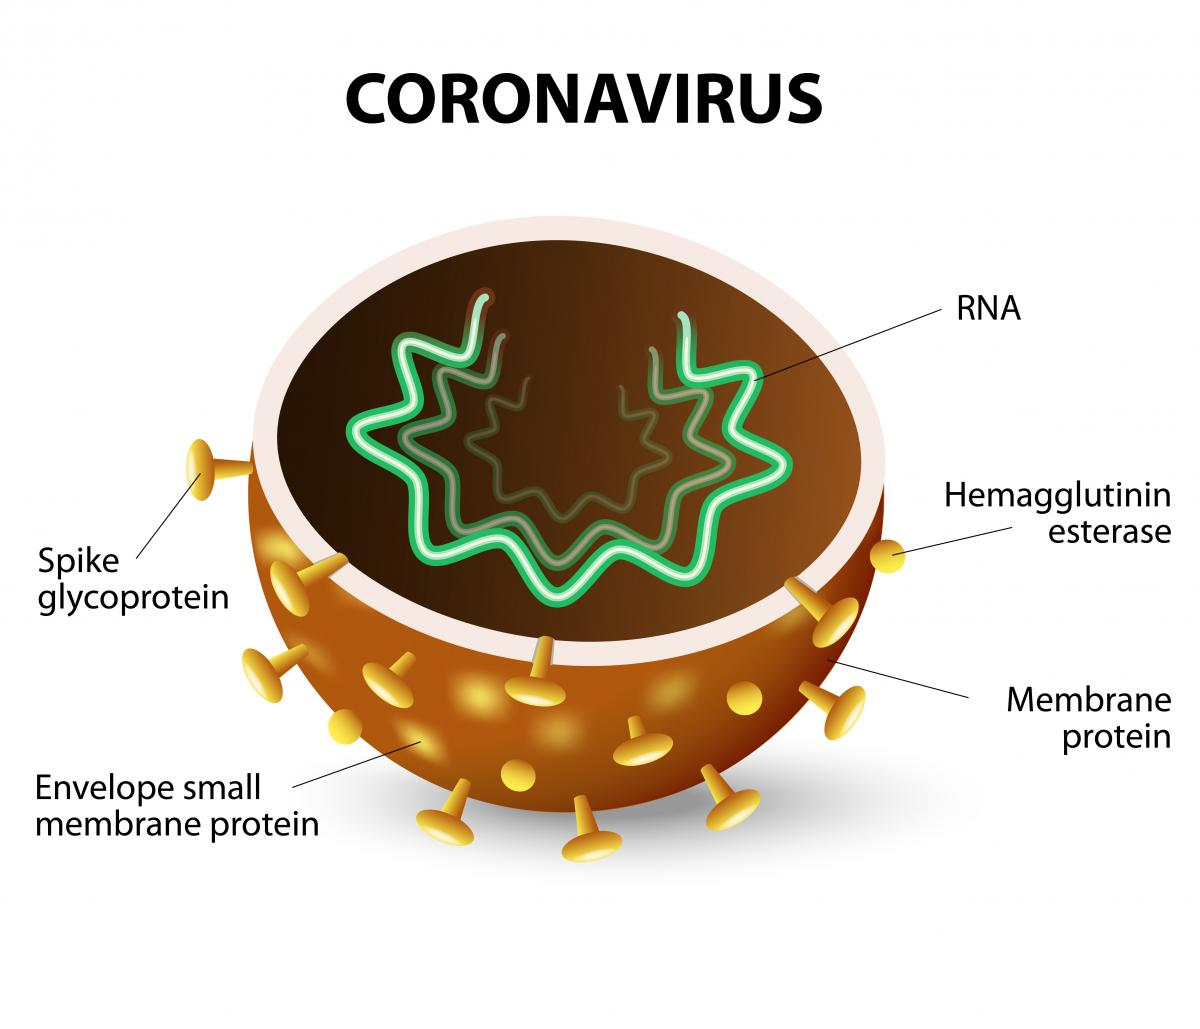 CORONAVIRUS
RNA
Hemagglutinin
esterase
Spike
glycoprotein
Membrane
protein
Envelope small
membrane protein